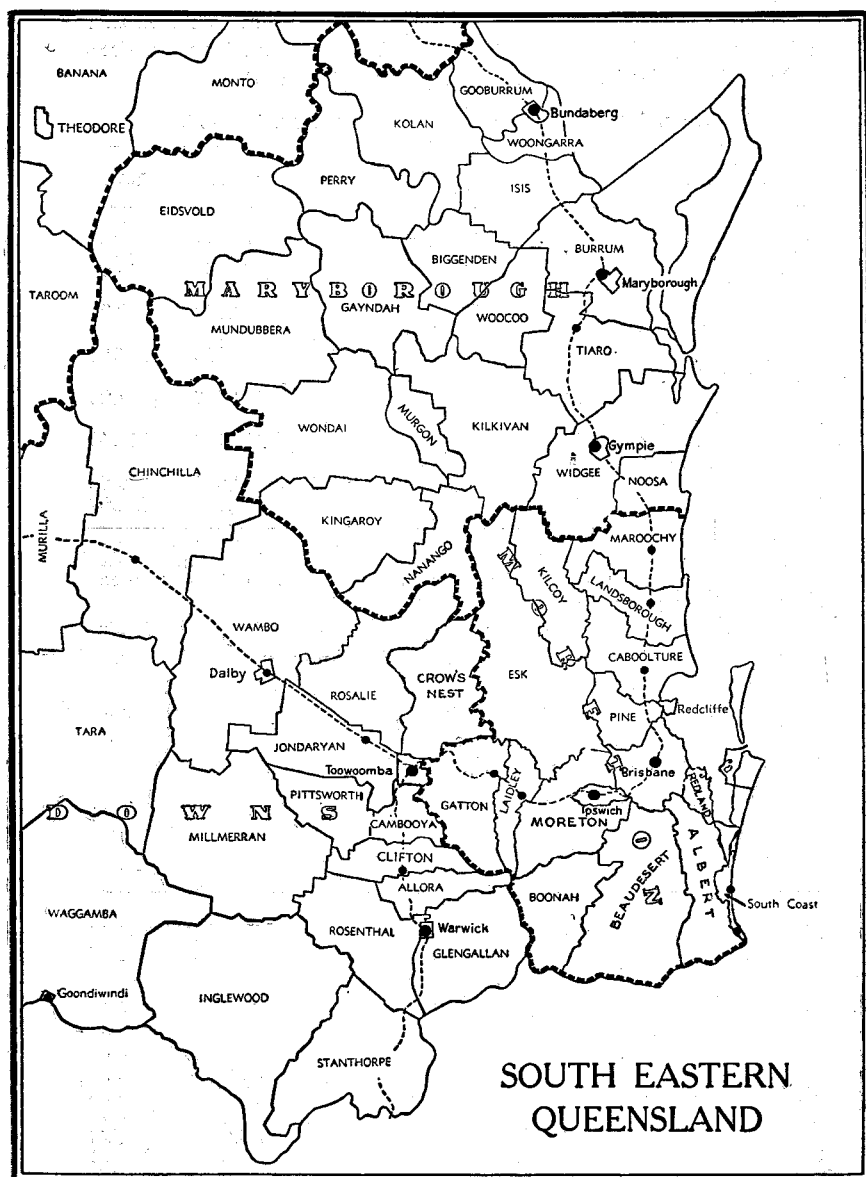 BANANA
MONTO
THEODORE
GOOBURRUM
Bundaberg
KOLAN
WOONGARRA
PERRY
ISIS
EIDSVOLD
BIGGENDEN
BURRUM
TAROOM
MARYBOROUGH
Maryborough
GAYNDAH
WOOCOO
MUNDUBBERA
TIARO
MURGON
WONDAI
KILKIVAN
Gympie
CHINCHILLA
WIDGEE
NOOSA
KINGAROY
MURILLA
NANANGO
MAROOCHY
KILCOY
LANDSBOROUGH
WAMBO
CABOOLTURE
Dalby
CROW'S
NEST
ESK
ROSALIE
PINE
Redcliffe
TARA
JONDARYAN
Toowoomba
Brisbane
REDLAND
PITTSWORTH
GATTON
LAIDLEY
Ipswich
DOWNS
MILLMERRAN
CAMBOOYA
MORETON
MORETON
CLIFTON
ALBERT
ALLORA
BEAUDESERT
BOONAH
WAGGAMBA
South Coast
ROSENTHAL
Warwick
GLENGALLAN
Goondiwindi
INGLEWOOD
STANTHORPE
SOUTH EASTERN
QUEENSLAND